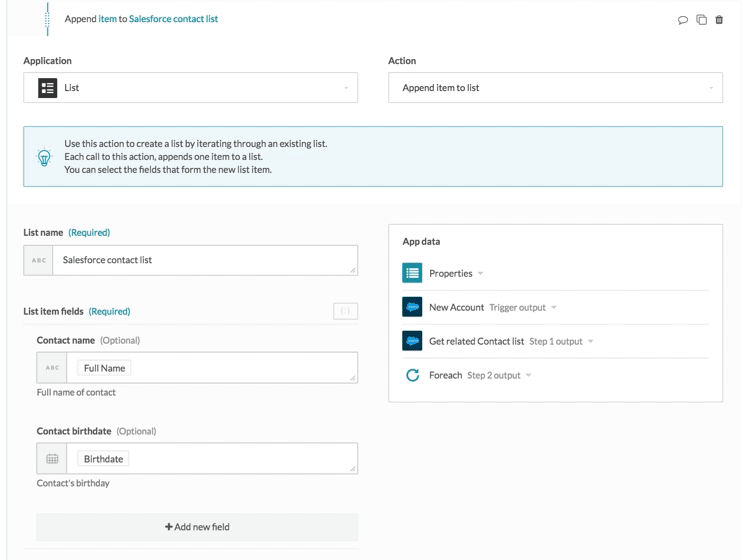 Append item to Salesforce contact list
Application
Action
List
Append item to list
Use this action to create a list by iterating through an existing list.
Each call to this action, appends one item to a list.
You can select the fields that form the new list item.
List name (Required)
ABC Salesforce contact list
List item fields (Required)
Contact name (Optional)
ABC Full Name
Full name of contact
Contact birthdate (Optional)
Birthdate
Contact's birthday
+ Add new field
App data
Properties
New Account Trigger output
Get related Contact list Step 1 output
Foreach Step 2 output